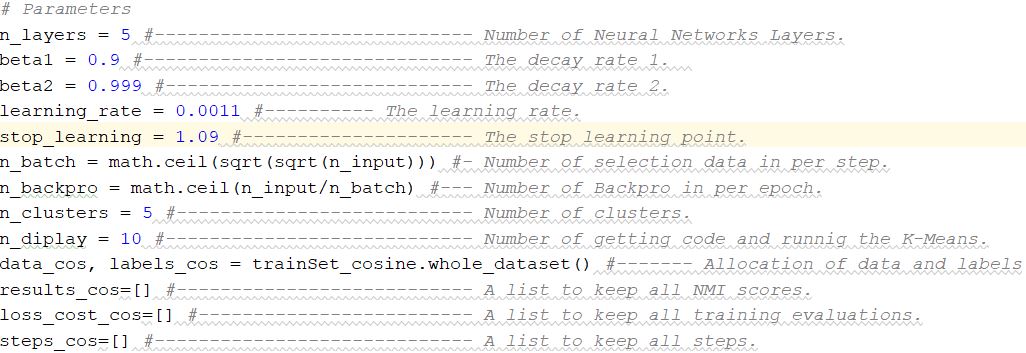 # Parameters
n_layers = 5 #----------------------------- Number of Neural Networks Layers.
beta1 = 0.9 #------------------------------ The decay rate 1.
beta2 = 0.999 #---------------------------- The decay rate 2.
learning_rate = 0.0011 #---------- The learning rate.
stop_learning = 1.09 #--------------------- The stop learning point.
n_batch = math.ceil(sqrt(sqrt(n_input))) #- Number of selection data in per step.
n_backpro = math.ceil(n_input/n_batch) #--- Number of Backpro in per epoch.
n_clusters = 5 #--------------------------- Number of clusters.
n_diplay = 10 #---------------------------- Number of getting code and runnig the K-Means.
data_cos, labels_cos = trainSet_cosine.whole_dataset() #------- Allocation of data and labels
results_cos=[] #--------------------------- A list to keep all NMI scores.
loss_cost_cos=[] #------------------------- A list to keep all training evaluations.
steps_cos=[] #----------------------------- A list to keep all steps.